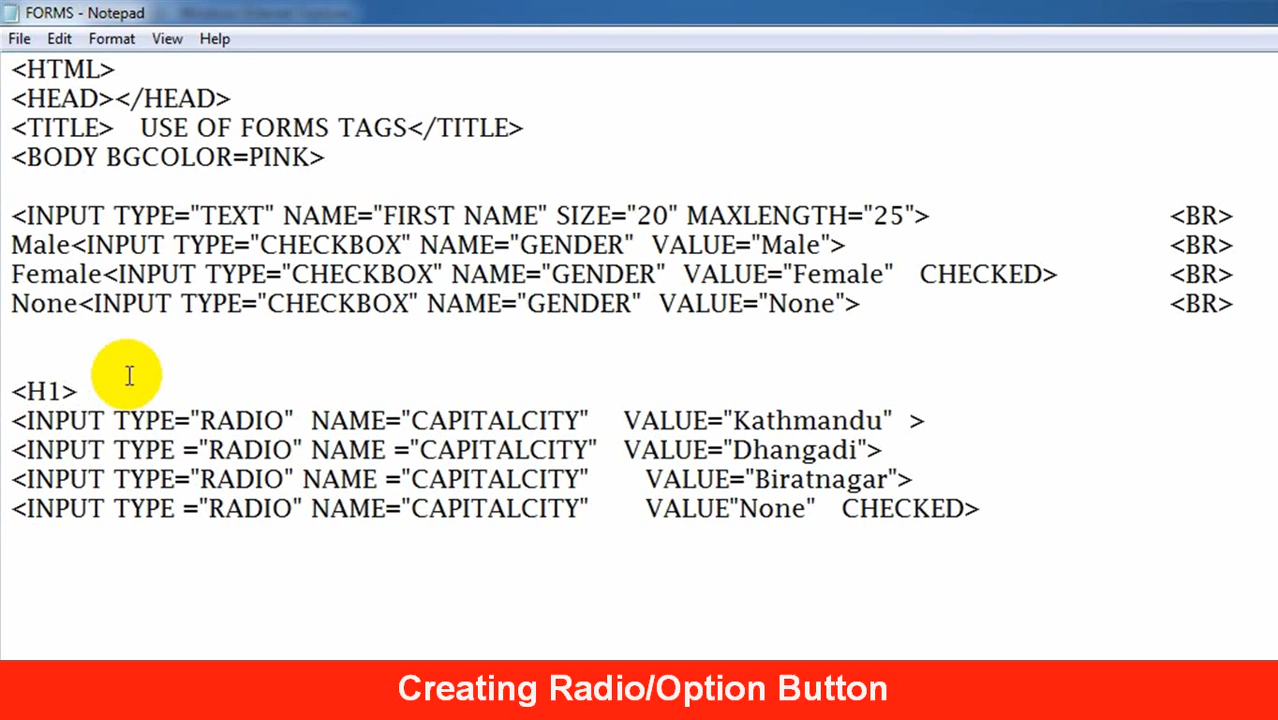 FORMS - Notepad
File Edit Format View Help
<HTML>
<HEAD></HEAD>
<TITLE> USE OF FORMS TAGS</TITLE>
<BODY BGCOLOR=PINK>
<INPUT TYPE="TEXT" NAME="FIRST NAME" SIZE="20" MAXLENGTH="25"> <BR>
Male<INPUT TYPE="CHECKBOX" NAME="GENDER" VALUE="Male"> <BR>
Female<INPUT TYPE="CHECKBOX" NAME="GENDER" VALUE="Female" CHECKED> <BR>
None<INPUT TYPE="CHECKBOX" NAME="GENDER" VALUE="None"> <BR>
<H1>
<INPUT TYPE="RADIO" NAME="CAPITALCITY" VALUE="Kathmandu" >
<INPUT TYPE ="RADIO" NAME ="CAPITALCITY" VALUE="Dhangadi">
<INPUT TYPE="RADIO" NAME ="CAPITALCITY" VALUE="Biratnagar">
<INPUT TYPE ="RADIO" NAME="CAPITALCITY" VALUE"None" CHECKED>
Creating Radio/Option Button